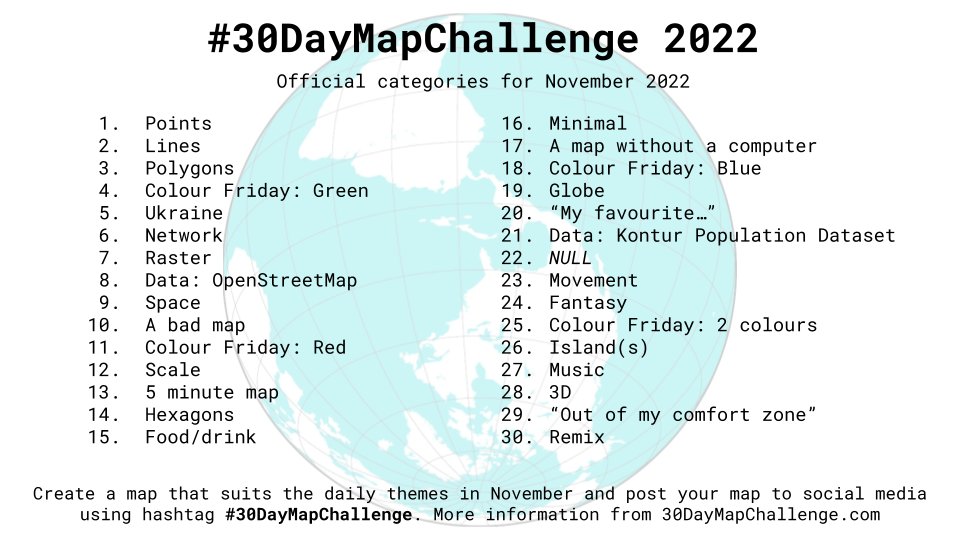 #30DayMapChallenge 2022
Official categories for November 2022
1. Points
2. Lines
3. Polygons
4. Colour Friday: Green
5. Ukraine
6. Network
7. Raster
8. Data: OpenStreetMap
9. Space
10. A bad map
11. Colour Friday: Red
12. Scale
13. 5 minute map
14. Hexagons
15. Food/drink
16. Minimal
17. A map without a computer
18. Colour Friday: Blue
19. Globe
20. “My favourite…”
21. Data: Kontur Population Dataset
22. NULL
23. Movement
24. Fantasy
25. Colour Friday: 2 colours
26. Island(s)
27. Music
28. 3D
29. “Out of my comfort zone”
30. Remix
Create a map that suits the daily themes in November and post your map to social media
using hashtag #30DayMapChallenge. More information from 30DayMapChallenge.com